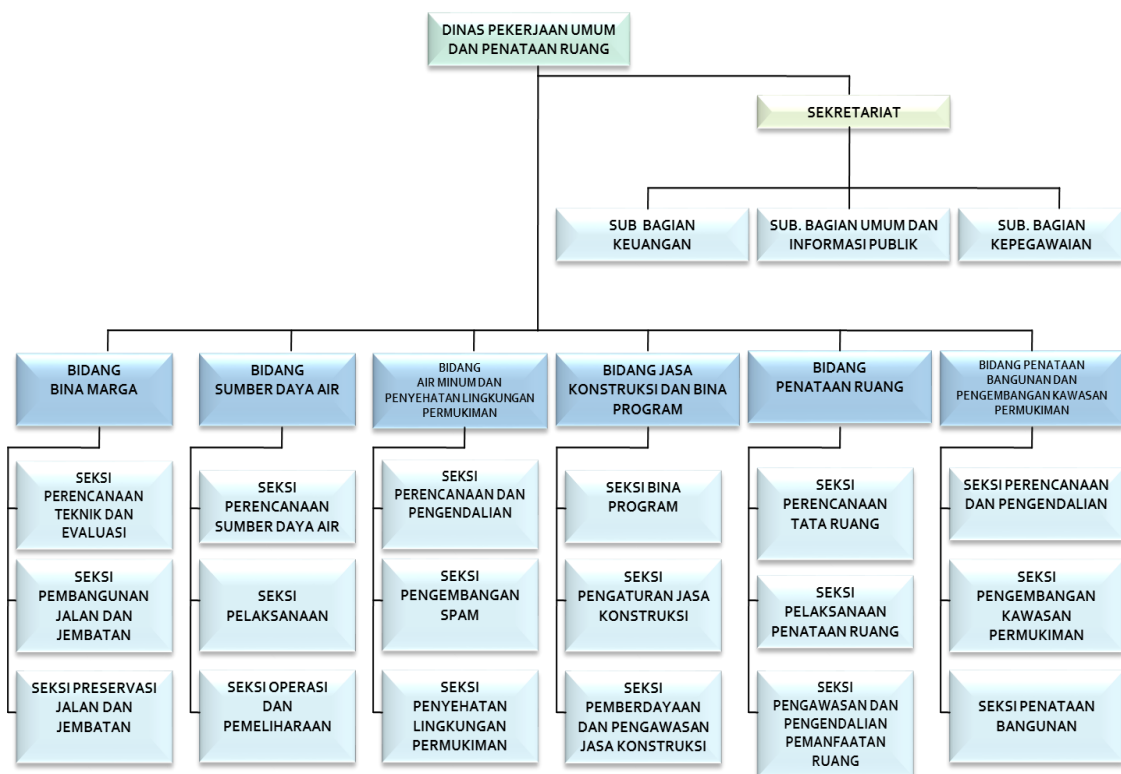 DINAS PEKERJAAN UMUM
DAN PENATAAN RUANG
SEKRETARIAT
SUB BAGIAN
KEUANGAN
SUB. BAGIAN UMUM DAN
INFORMASI PUBLIK
SUB. BAGIAN
KEPEGAWAIAN
BIDANG
BINA MARGA
BIDANG
SUMBER DAYA AIR
BIDANG
AIR MINUM DAN
PENYEHATAN LINGKUNGAN
PERMUKIMAN
BIDANG JASA
KONSTRUKSI DAN BINA
PROGRAM
BIDANG
PENATAAN RUANG
BIDANG PENATAAN
BANGUNAN DAN
PENGEMBANGAN KAWASAN
PERMUKIMAN
SEKSI
PERENCANAAN
TEKNIK DAN
EVALUASI
SEKSI
PERENCANAAN
SUMBER DAYA AIR
SEKSI
PERENCANAAN DAN
PENGENDALIAN
SEKSI BINA
PROGRAM
SEKSI
PERENCANAAN
TATA RUANG
SEKSI PERENCANAAN
DAN PENGENDALIAN
SEKSI
PEMBANGUNAN
JALAN DAN
JEMBATAN
SEKSI
PELAKSANAAN
SEKSI
PENGEMBANGAN
SPAM
SEKSI
PENGATURAN JASA
KONSTRUKSI
SEKSI
PELAKSANAAN
PENATAAN RUANG
SEKSI
PENGEMBANGAN
KAWASAN
PERMUKIMAN
SEKSI PRESERVASI
JALAN DAN
JEMBATAN
SEKSI OPERASI
DAN
PEMELIHARAAN
SEKSI
PENYEHATAN
LINGKUNGAN
PERMUKIMAN
SEKSI
PEMBERDAYAAN
DAN PENGAWASAN
JASA KONSTRUKSI
SEKSI
PENGAWASAN DAN
PENGENDALIAN
PEMANFAATAN
RUANG
SEKSI PENATAAN
BANGUNAN